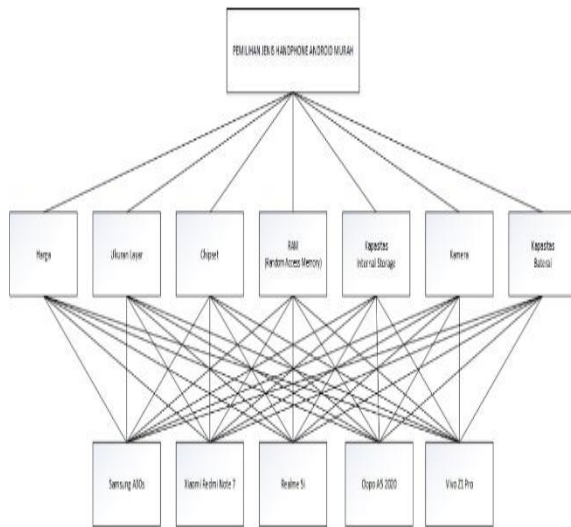 PEMILIHAN JENIS HANDPHONE ANDROID MURAH
Harga
Ukuran Layar
Chipset
RAM
(Random Access Memory)
Kapasitas
Internal Storage
Kamera
Kapasitas
Baterai
Samsung A30s
Xiaomi Redmi Note 7
Realme 5i
Oppo A5 2020
Vivo Z1 Pro